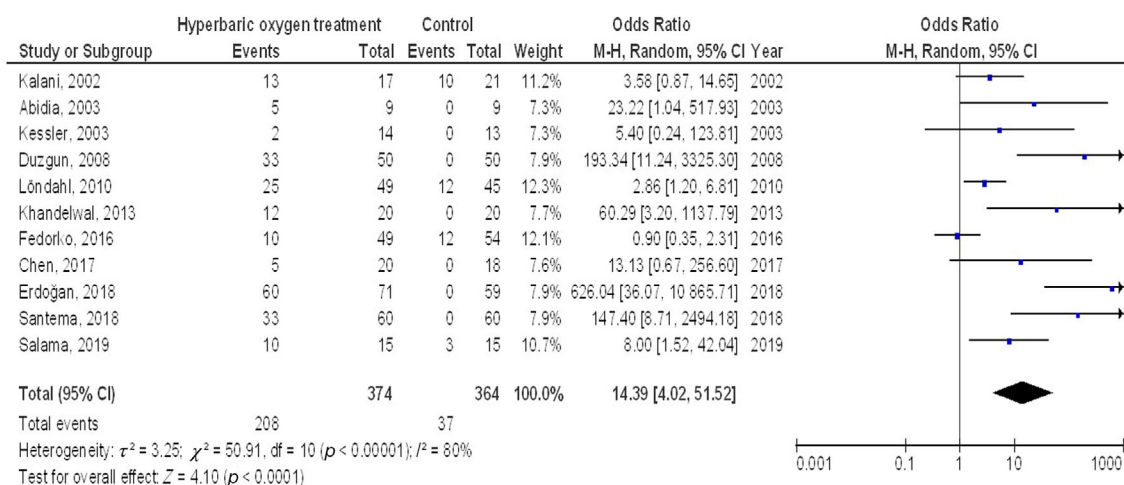 Hyperbaric oxygen treatment Control Odds Ratio Odds Ratio
Study or Subgroup Events Total Events Total Weight M-H, Random, 95% CI Year M-H, Random, 95% CI
Kalani, 2002 13 17 10 21 11.2% 3.58 [0.87, 14.65] 2002
Abidia, 2003 5 9 0 9 7.3% 23.22 [1.04, 517.93] 2003
Kessler, 2003 2 14 0 13 7.3% 5.40 [0.24, 123.81] 2003
Duzgun, 2008 33 50 0 50 7.9% 193.34 [11.24, 3325.30] 2008
Löndahl, 2010 25 49 12 45 12.3% 2.86 [1.20, 6.81] 2010
Khandelwal, 2013 12 20 0 20 7.7% 60.29 [3.20, 1137.79] 2013
Fedorko, 2016 10 49 12 54 12.1% 0.90 [0.35, 2.31] 2016
Chen, 2017 5 20 0 18 7.6% 13.13 [0.67, 256.60] 2017
Erdoğan, 2018 60 71 0 59 7.9% 626.04 [36.07, 10 865.71] 2018
Santema, 2018 33 60 0 60 7.9% 147.40 [8.71, 2494.18] 2018
Salama, 2019 10 15 3 15 10.7% 8.00 [1.52, 42.04] 2019
Total (95% CI) 374 364 100.0% 14.39 [4.02, 51.52]
Total events 208 37
Heterogeneity: τ² = 3.25; χ² = 50.91, df = 10 (p < 0.00001); I² = 80%
Test for overall effect: Z = 4.10 (p < 0.0001)
0.001 0.1 1 10 1000